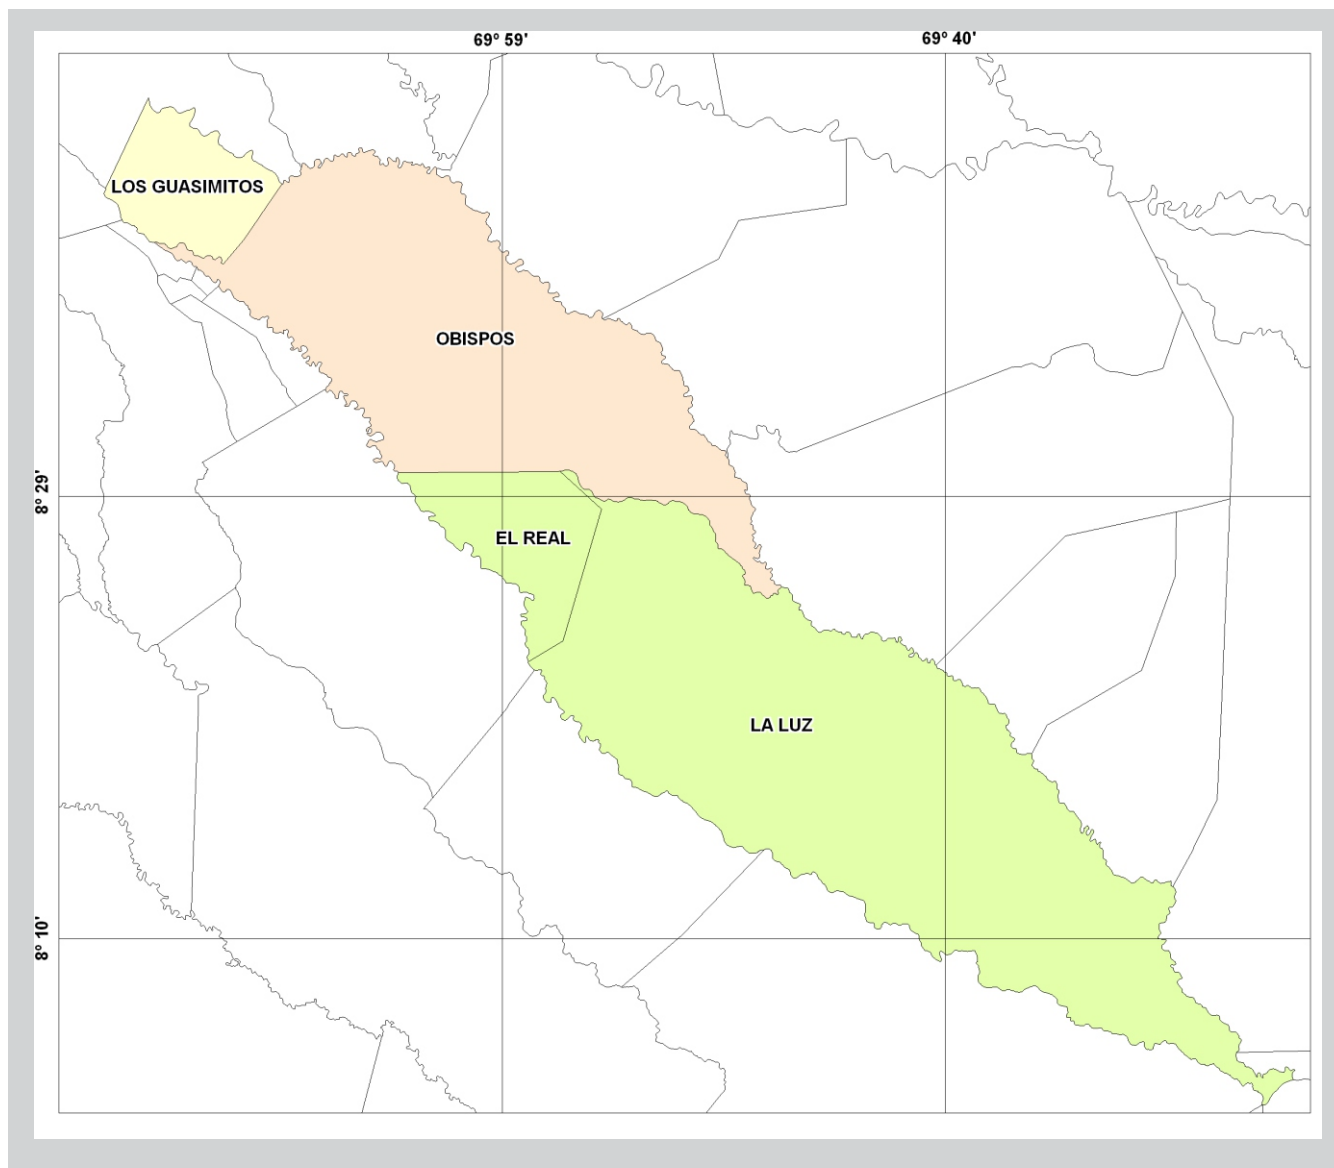 69° 59'
69° 40'
LOS GUASIMITOS
OBISPOS
8° 29'
EL REAL
LA LUZ
8° 10'